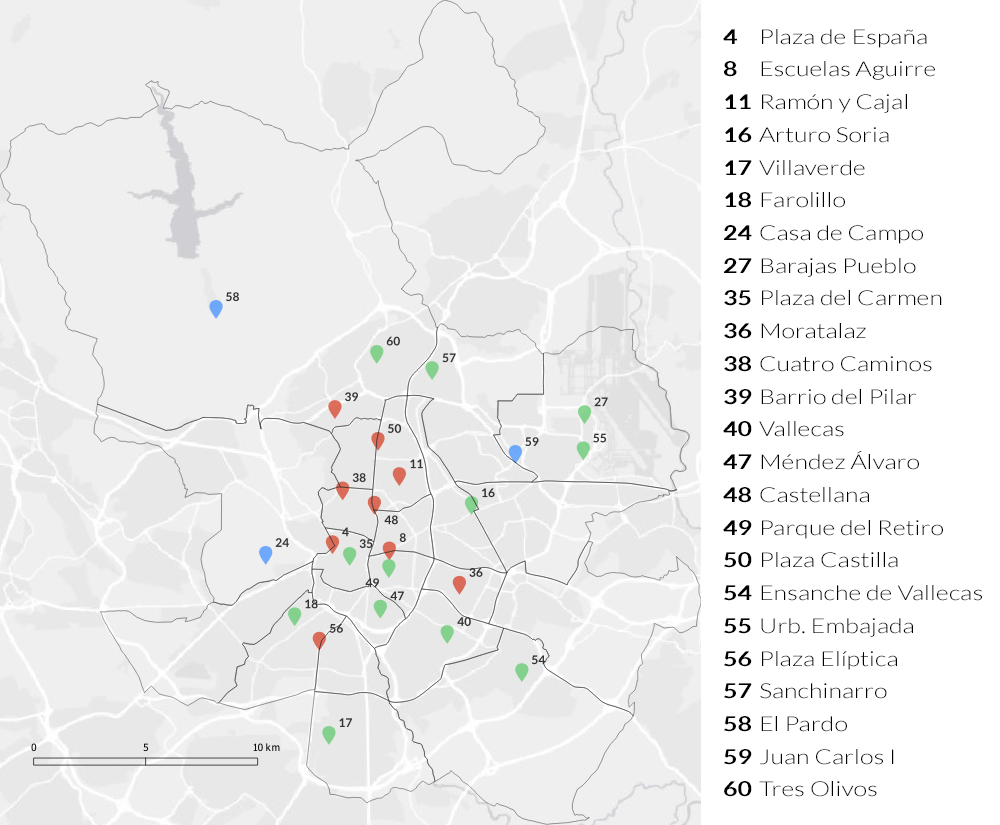 58
60
57
39
27
50
59
55
11
38
16
48
4
35
8
24
49
36
47
18
56
40
54
17
0 5 10 km
4 Plaza de España
8 Escuelas Aguirre
11 Ramón y Cajal
16 Arturo Soria
17 Villaverde
18 Farolillo
24 Casa de Campo
27 Barajas Pueblo
35 Plaza del Carmen
36 Moratalaz
38 Cuatro Caminos
39 Barrio del Pilar
40 Vallecas
47 Méndez Álvaro
48 Castellana
49 Parque del Retiro
50 Plaza Castilla
54 Ensanche de Vallecas
55 Urb. Embajada
56 Plaza Elíptica
57 Sanchinarro
58 El Pardo
59 Juan Carlos I
60 Tres Olivos